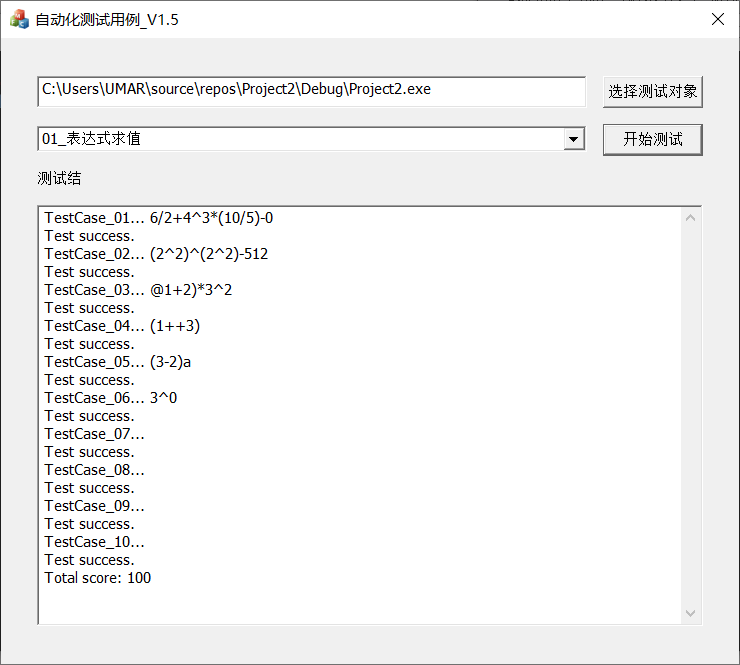 自动化测试用例_V1.5
C:\Users\UMAR\source\repos\Project2\Debug\Project2.exe
选择测试对象
01_表达式求值
开始测试
测试结
TestCase_01... 6/2+4^3*(10/5)-0
Test success.
TestCase_02... (2^2)^(2^2)-512
Test success.
TestCase_03... @1+2)*3^2
Test success.
TestCase_04... (1++3)
Test success.
TestCase_05... (3-2)a
Test success.
TestCase_06... 3^0
Test success.
TestCase_07...
Test success.
TestCase_08...
Test success.
TestCase_09...
Test success.
TestCase_10...
Test success.
Total score: 100